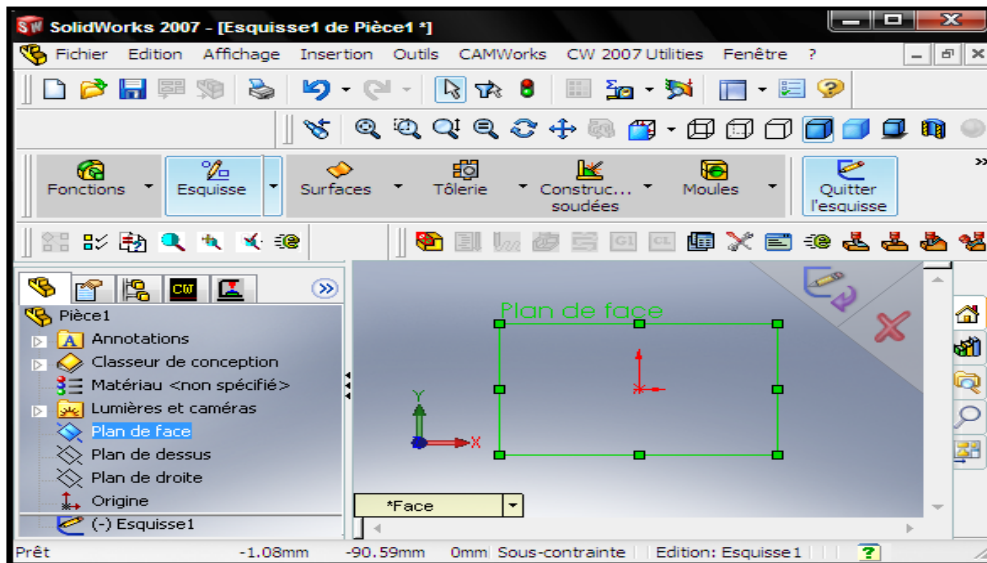 SolidWorks 2007 - [Esquisse1 de Pièce1 *]
Fichier Edition Affichage Insertion Outils CAMWorks CW 2007 Utilities Fenêtre ?
Fonctions Esquisse Surfaces Tôlerie Construc... soudées Moules Quitter l'esquisse
G1 CL
CW
Pièce1
Annotations
Classeur de conception
Matériau <non spécifié>
Lumières et caméras
Plan de face
Plan de dessus
Plan de droite
Origine
(-) Esquisse1
Plan de face
Y
X
*Face
Prêt -1.08mm -90.59mm 0mm Sous-contrainte Edition: Esquisse1 ?